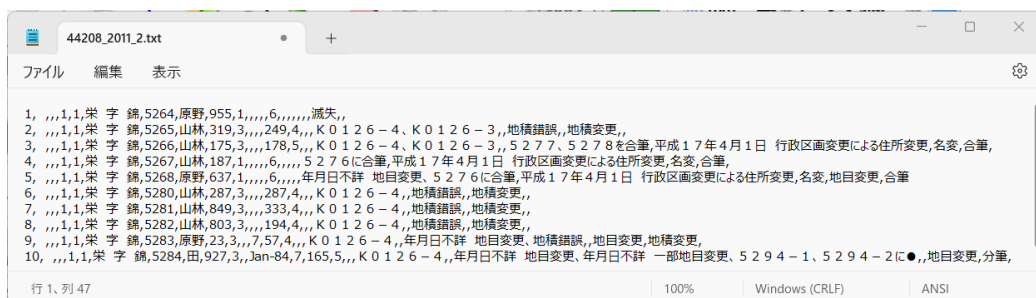 44208_2011_2.txt
ファイル 編集 表示
1, ,,,1,1,栄 字 錦,5264,原野,955,1,,,,,6,,,,,,,滅失,,
2, ,,,1,1,栄 字 錦,5265,山林,319,3,,,,249,4,,,ＫＯ１２６－４、ＫＯ１２６－３,,地積錯誤,,地積変更,,
3, ,,,1,1,栄 字 錦,5266,山林,175,3,,,,178,5,,,ＫＯ１２６－４、ＫＯ１２６－３,,５２７７、５２７８を合筆,平成１７年４月１日 行政区画変更による住所変更,名変,合筆,
4, ,,,1,1,栄 字 錦,5267,山林,187,1,,,,,6,,,,,５２７６に合筆,平成１７年４月１日 行政区画変更による住所変更,名変,合筆,
5, ,,,1,1,栄 字 錦,5268,原野,637,1,,,,,6,,,,,年月日不詳 地目変更、５２７６に合筆,平成１７年４月１日 行政区画変更による住所変更,名変,地目変更,合筆
6, ,,,1,1,栄 字 錦,5280,山林,287,3,,,,287,4,,,ＫＯ１２６－４,,地積錯誤,,地積変更,,
7, ,,,1,1,栄 字 錦,5281,山林,849,3,,,,333,4,,,ＫＯ１２６－４,,地積錯誤,,地積変更,,
8, ,,,1,1,栄 字 錦,5282,山林,803,3,,,,194,4,,,ＫＯ１２６－４,,地積錯誤,,地積変更,,
9, ,,,1,1,栄 字 錦,5283,原野,23,3,,,7,57,4,,,ＫＯ１２６－４,,年月日不詳 地目変更、地積錯誤,,地目変更,地積変更,
10, ,,,1,1,栄 字 錦,5284,田,927,3,,Jan-84,7,165,5,,,ＫＯ１２６－４,,年月日不詳 地目変更、年月日不詳 一部地目変更、５２９４－１、５２９４－２に●,,地目変更,分筆,
行 1、列 47 100% Windows (CRLF) ANSI